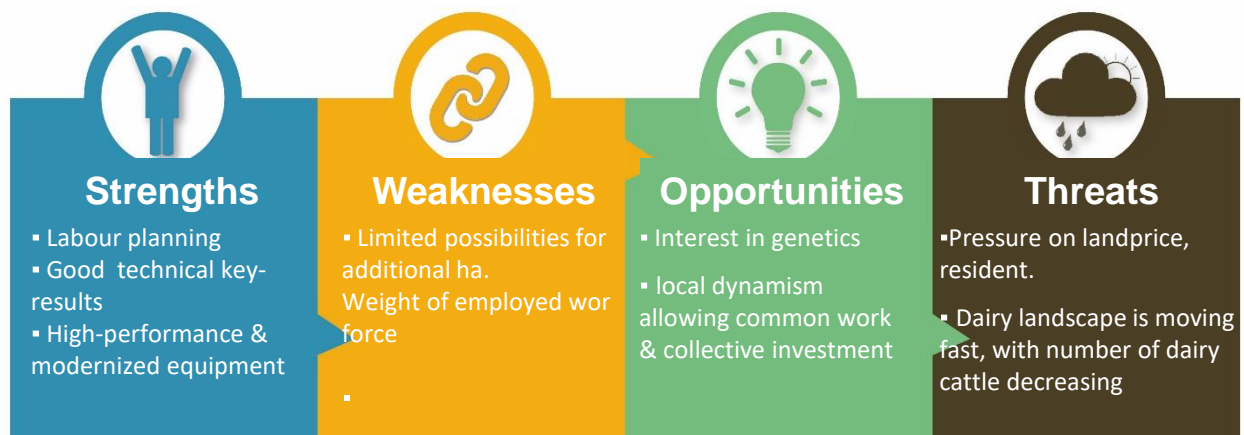 Strengths
▪ Labour planning
▪ Good technical key-
results
▪ High-performance &
modernized equipment
Weaknesses
▪ Limited possibilities for
additional ha.
Weight of employed wor
force
▪
Opportunities
▪ Interest in genetics
▪ local dynamism
allowing common work
& collective investment
Threats
▪Pressure on landprice,
resident.
▪ Dairy landscape is moving
fast, with number of dairy
cattle decreasing